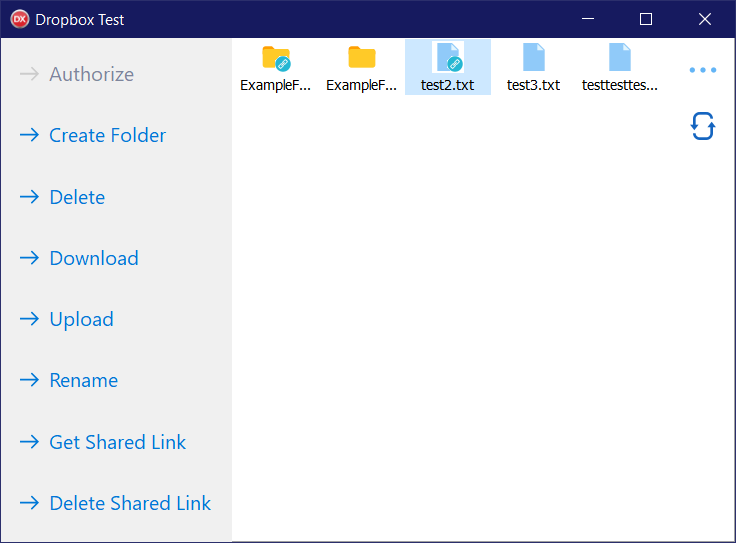 DX Dropbox Test
Authorize
Create Folder
Delete
Download
Upload
Rename
Get Shared Link
Delete Shared Link
ExampleF... ExampleF... test2.txt test3.txt testtesttes...